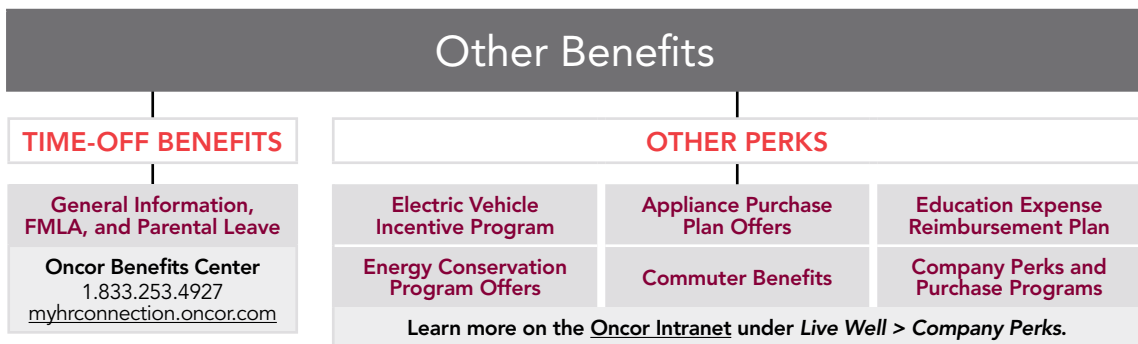 Other Benefits
TIME-OFF BENEFITS
General Information,
FMLA, and Parental Leave
Oncor Benefits Center
1.833.253.4927
myhrconnection.oncor.com
OTHER PERKS
Electric Vehicle
Incentive Program
Appliance Purchase
Plan Offers
Education Expense
Reimbursement Plan
Energy Conservation
Program Offers
Commuter Benefits
Company Perks and
Purchase Programs
Learn more on the Oncor Intranet under Live Well > Company Perks.